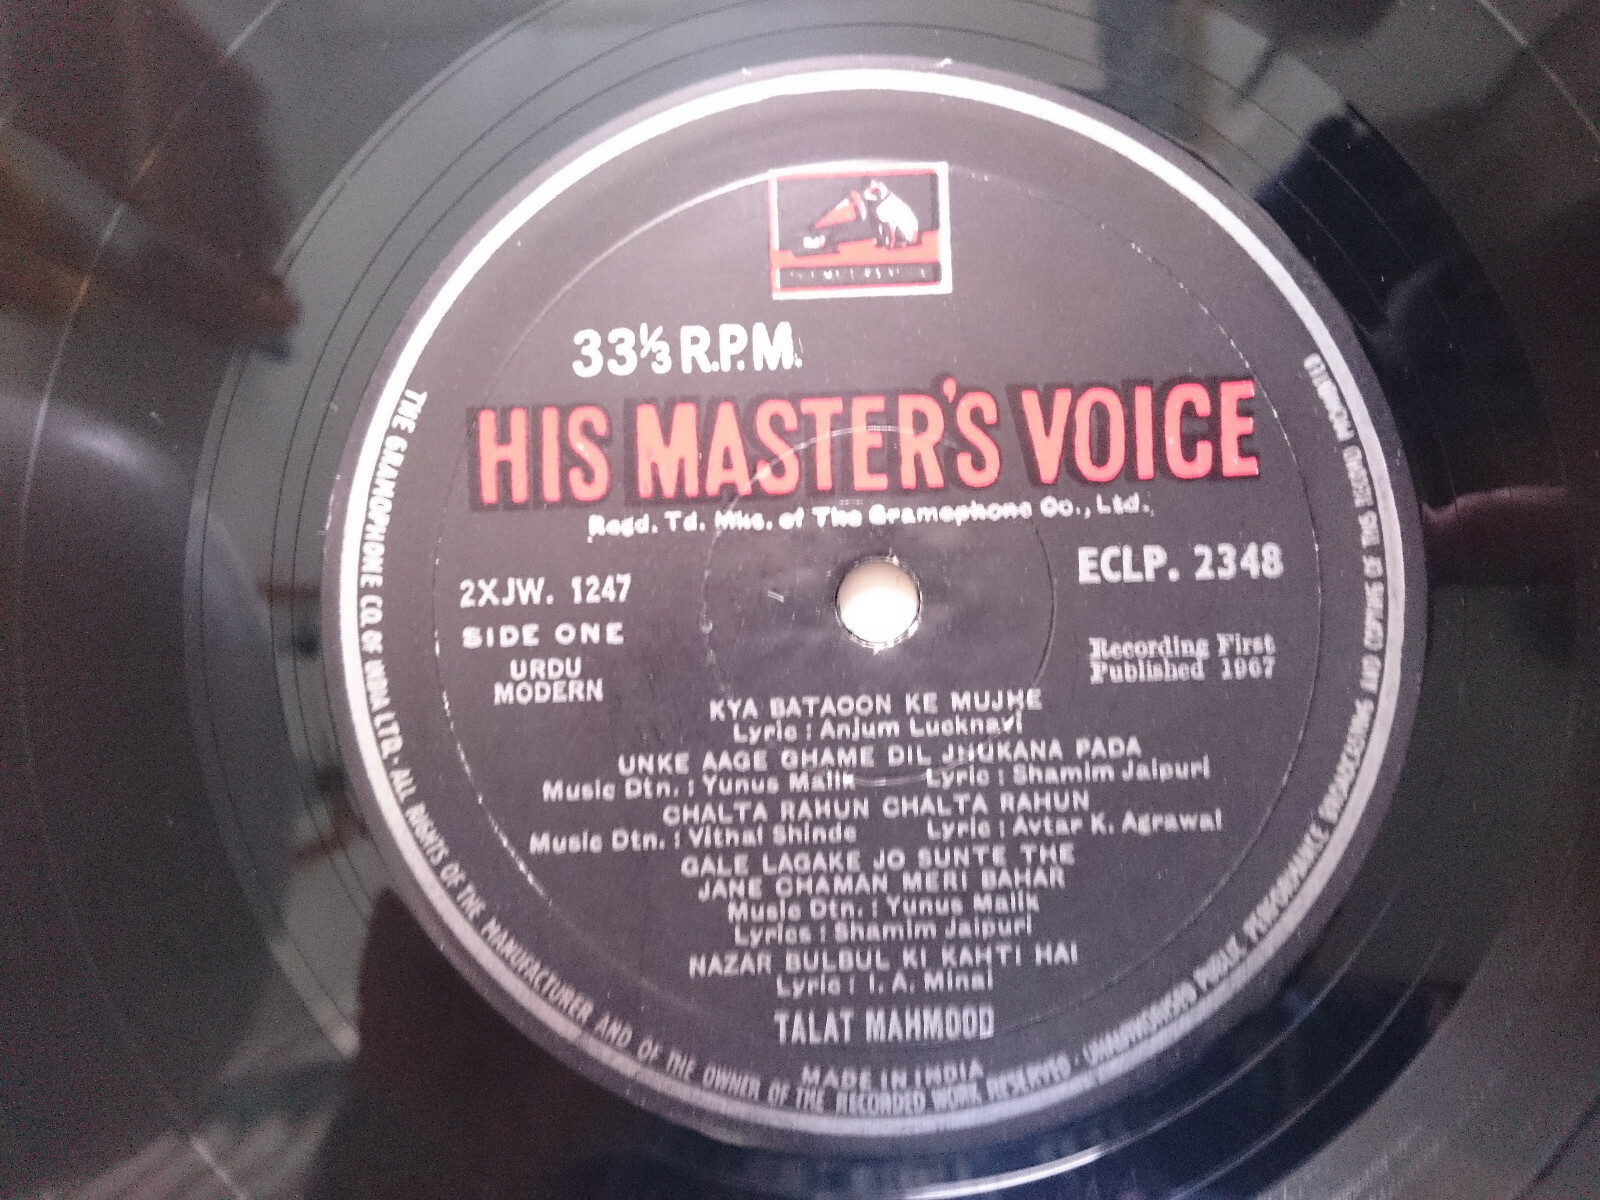 33⅓ R.P.M.
HIS MASTER'S VOICE
Regd. Td. Mks. of The Gramophone Co., Ltd.
2XJW. 1247
ECLP. 2348
SIDE ONE
URDU
MODERN
Recording First
Published 1967
KYA BATAOON KE MUJHE
Lyric : Anjum Lucknavi
UNKE AAGE GHAME DIL JHUKANA PADA
Music Dtn. : Yunus Malik Lyric : Shamim Jaipuri
CHALTA RAHUN CHALTA RAHUN
Music Dtn. : Vithal Shinde Lyric : Avtar K. Agrawal
GALE LAGAKE JO SUNTE THE
JANE CHAMAN MERI BAHAR
Music Dtn. : Yunus Malik
Lyrics : Shamim Jaipuri
NAZAR BULBUL KI KAHTI HAI
Lyric : I. A. Minai
TALAT MAHMOOD
MADE IN INDIA
THE GRAMOPHONE CO. OF INDIA LTD. · ALL RIGHTS OF THE MANUFACTURER AND OF THE OWNER OF THE RECORDED WORK RESERVED · UNAUTHORISED PUBLIC PERFORMANCE BROADCASTING AND COPYING OF THIS RECORD PROHIBITED